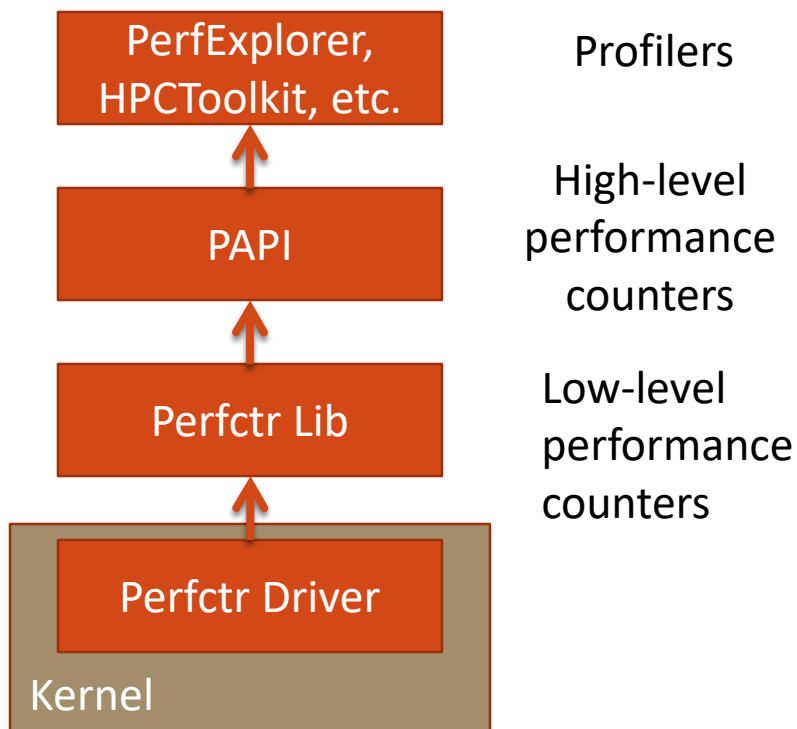 PerfExplorer,
HPCToolkit, etc.
Profilers
PAPI
High-level
performance
counters
Perfctr Lib
Low-level
performance
counters
Perfctr Driver
Kernel